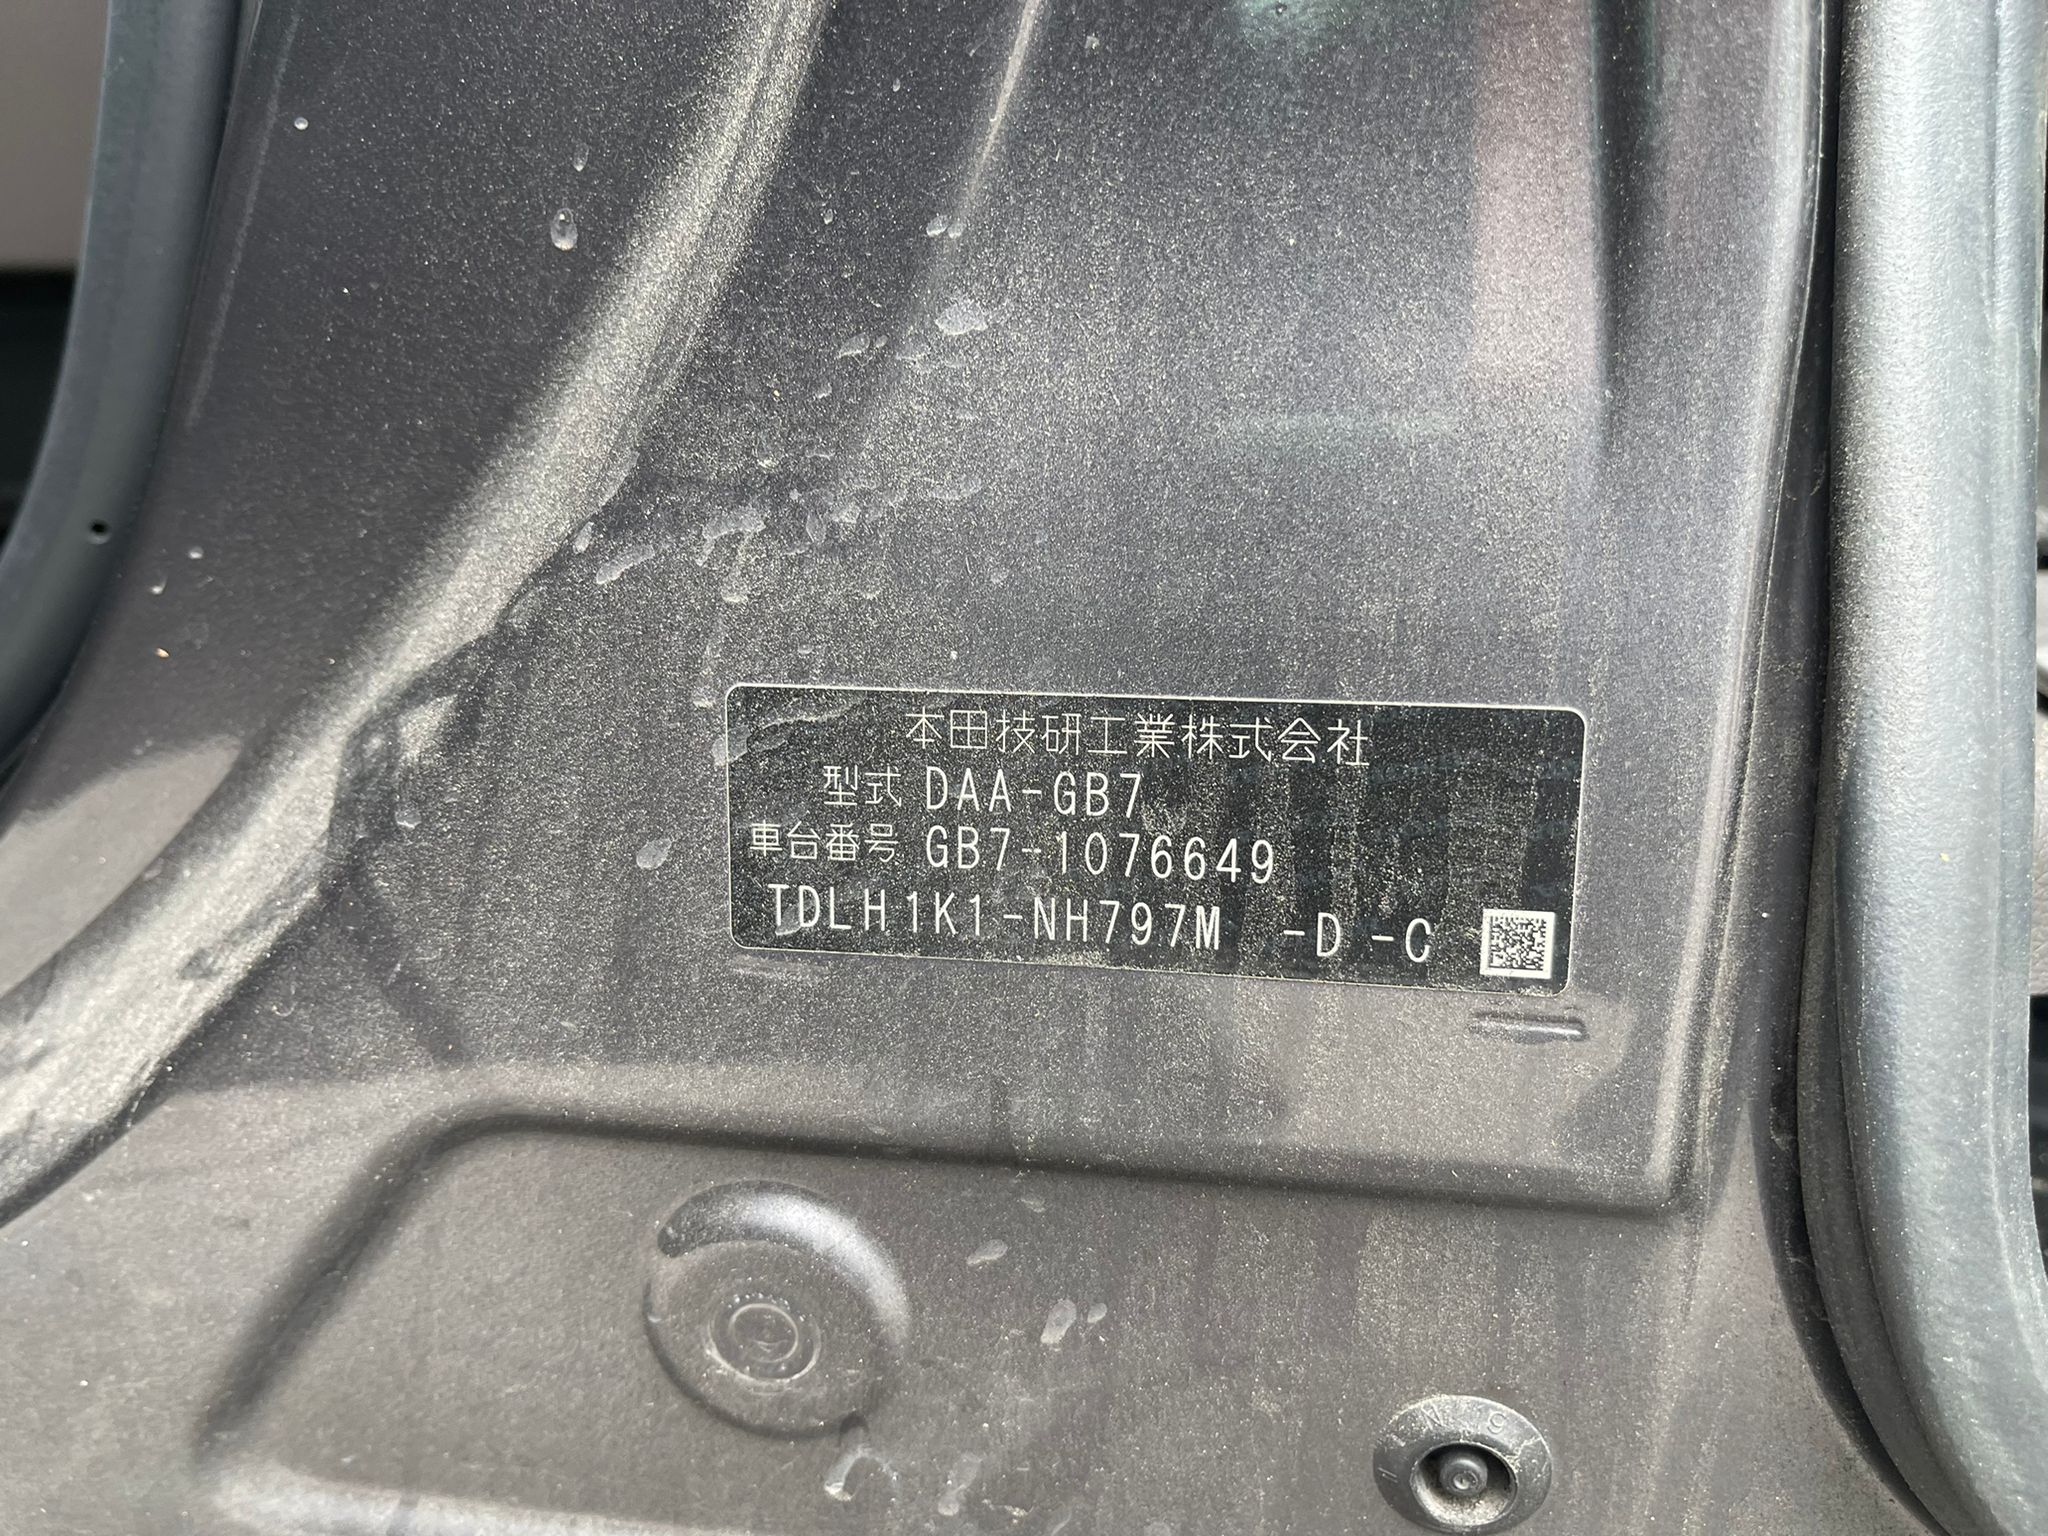 本田技研工業株式会社
型式 DAA-GB7
車台番号 GB7-1076649
TDLH1K1-NH797M -D -C